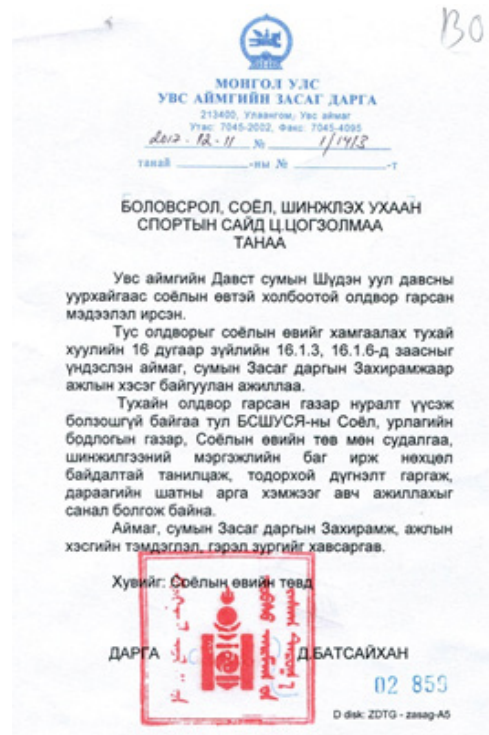 ВО
МОНГОЛ УЛС
УВС АЙМГИЙН ЗАСАГ ДАРГА
213400, Улаангом, Увс аймаг
Утас: 7045-2002, Факс: 7045-4095
2017-12-11 № 1/1413
танай ________-ны № ________-т
БОЛОВСРОЛ, СОЁЛ, ШИНЖЛЭХ УХААН
СПОРТЫН САЙД Ц.ЦОГЗОЛМАА
ТАНАА
Увс аймгийн Давст сумын Шүдэн уул давсны
уурхайгаас соёлын өвтэй холбоотой олдвор гарсан
мэдээлэл ирсэн.
Тус олдворыг соёлын өвийг хамгаалах тухай
хуулийн 16 дугаар зүйлийн 16.1.3, 16.1.6-д заасныг
үндэслэн аймаг, сумын Засаг даргын Захирамжаар
ажлын хэсэг байгуулан ажиллаа.
Тухайн олдвор гарсан газар нуралт үүсэж
болзошгүй байгаа тул БСШУСЯ-ны Соёл, урлагийн
бодлогын газар, Соёлын өвийн төв мөн судалгаа,
шинжилгээний мэргэжлийн баг ирж нөхцөл
байдалтай танилцаж, тодорхой дүгнэлт гаргаж,
дараагийн шатны арга хэмжээг авч ажиллахыг
санал болгож байна.
Аймаг, сумын Засаг даргын Захирамж, ажлын
хэсгийн тэмдэглэл, гэрэл зургийг хавсаргав.
Хувийг: Соёлын өвийн төвд
ДАРГА Д.БАТСАЙХАН
02 859
D disk: ZDTG - zasag-A5